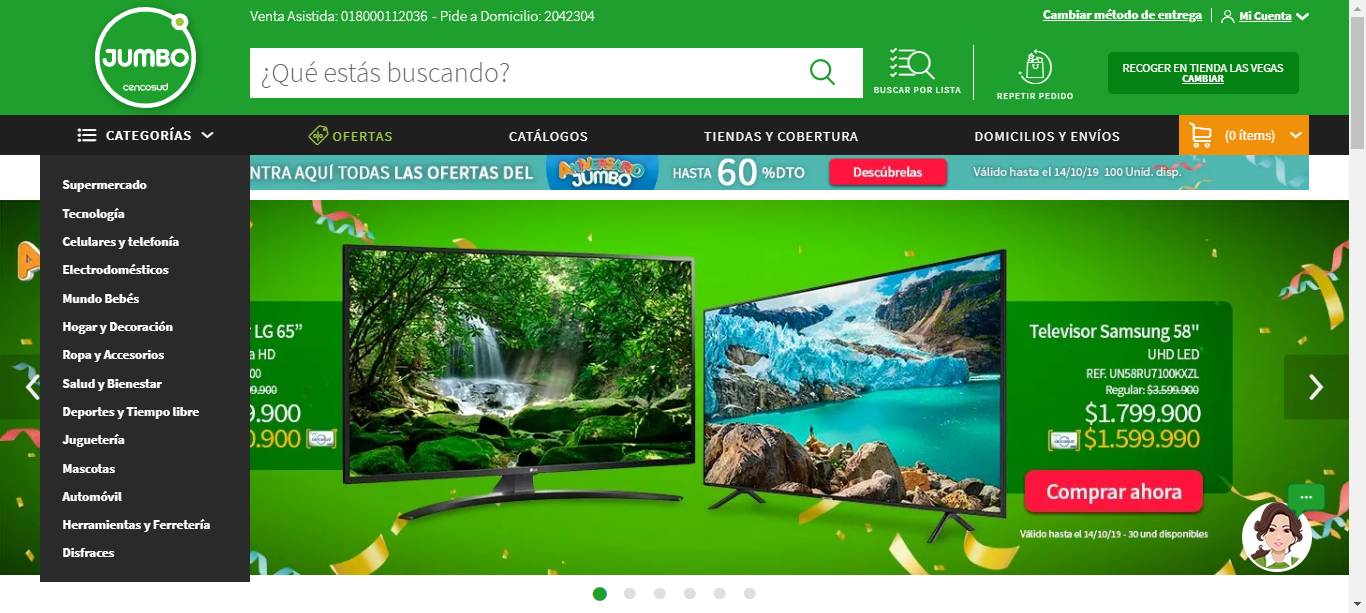 Venta Asistida: 018000112036 - Pide a Domicilio: 2042304
Cambiar método de entrega
Mi Cuenta
JUMBO
cencosud
¿Qué estás buscando?
BUSCAR POR LISTA
REPETIR PEDIDO
RECOGER EN TIENDA LAS VEGAS
CAMBIAR
CATEGORÍAS
OFERTAS
CATÁLOGOS
TIENDAS Y COBERTURA
DOMICILIOS Y ENVÍOS
(0 ítems)
NTRA AQUÍ TODAS LAS OFERTAS DEL
ANIVERSARIO
JUMBO
HASTA 60 %DTO
Descúbrelas
Válido hasta el 14/10/19 100 Unid. disp.
Supermercado
Tecnología
Celulares y telefonía
Electrodomésticos
Mundo Bebés
Hogar y Decoración
Ropa y Accesorios
Salud y Bienestar
Deportes y Tiempo libre
Juguetería
Mascotas
Automóvil
Herramientas y Ferretería
Disfraces
LG 65”
HD
00
9.900
9.900
0.900
LG
Televisor Samsung 58"
UHD LED
REF. UN58RU7100KXZL
Regular: $3.599.900
$1.799.900
$1.599.990
Comprar ahora
Válido hasta el 14/10/19 - 30 und disponibles